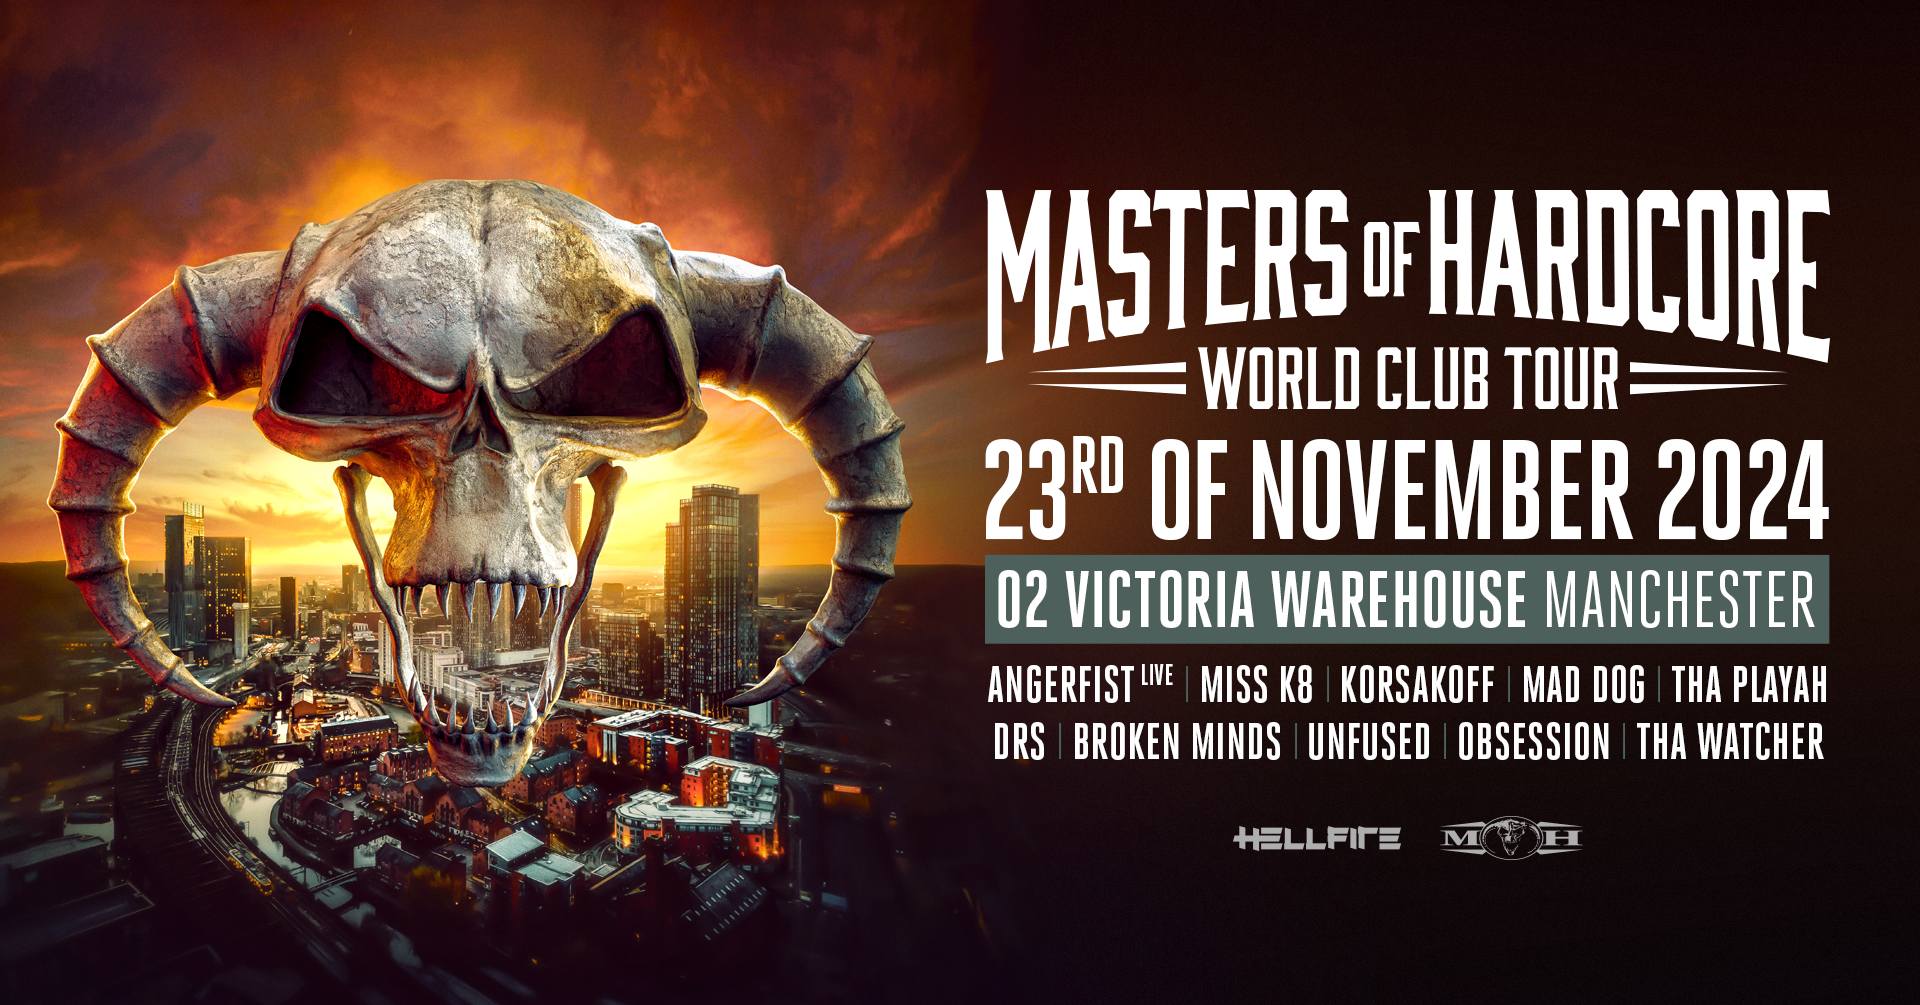 MASTERS OF HARDCORE
WORLD CLUB TOUR
23RD OF NOVEMBER 2024
O2 VICTORIA WAREHOUSE MANCHESTER
ANGERFIST LIVE | MISS K8 | KORSAKOFF | MAD DOG | THA PLAYAH
DRS | BROKEN MINDS | UNFUSED | OBSESSION | THA WATCHER
HELLFIRE MOH